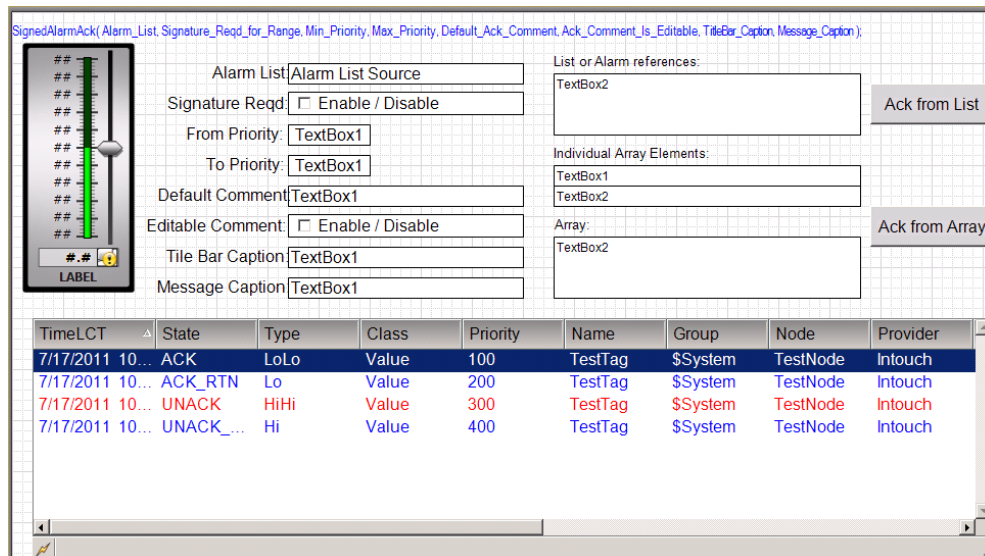 SignedAlarmAck( Alarm_List, Signature_Reqd_for_Range, Min_Priority, Max_Priority, Default_Ack_Comment, Ack_Comment_Is_Editable, TitleBar_Caption, Message_Caption );
##
##
##
##
##
##
##
##
##
##
##
#.#
LABEL
Alarm List: Alarm List Source
Signature Reqd: Enable / Disable
From Priority: TextBox1
To Priority: TextBox1
Default Comment TextBox1
Editable Comment: Enable / Disable
Tile Bar Caption: TextBox1
Message Caption TextBox1
List or Alarm references:
TextBox2
Individual Array Elements:
TextBox1
TextBox2
Array:
TextBox2
Ack from List
Ack from Array
TimeLCT State Type Class Priority Name Group Node Provider
7/17/2011 10... ACK LoLo Value 100 TestTag $System TestNode Intouch
7/17/2011 10... ACK_RTN Lo Value 200 TestTag $System TestNode Intouch
7/17/2011 10... UNACK HiHi Value 300 TestTag $System TestNode Intouch
7/17/2011 10... UNACK_... Hi Value 400 TestTag $System TestNode Intouch